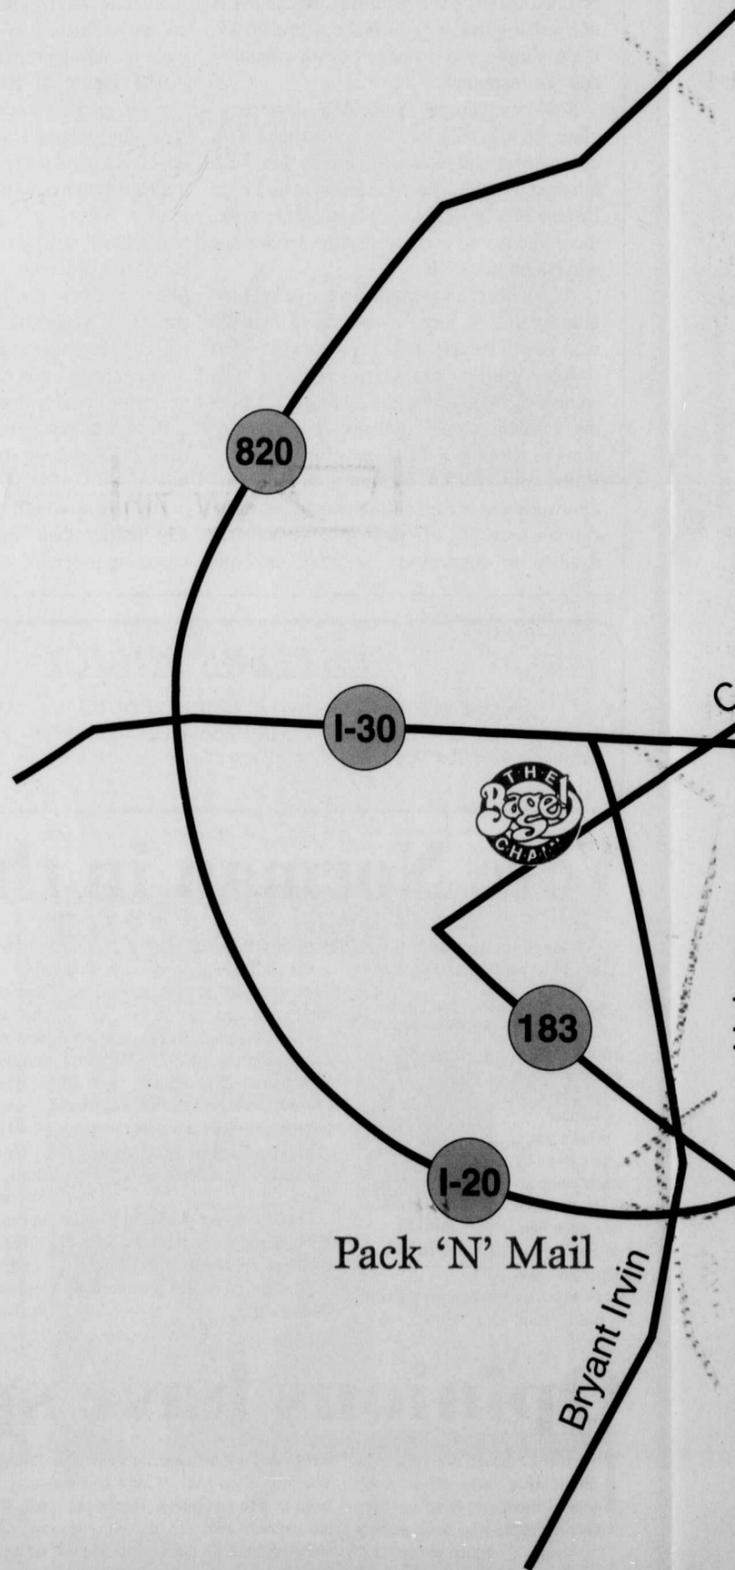 820
I-30
THE
Bagel
CHAIN
183
I-20
Pack ‘N’ Mail
Bryant Irvin